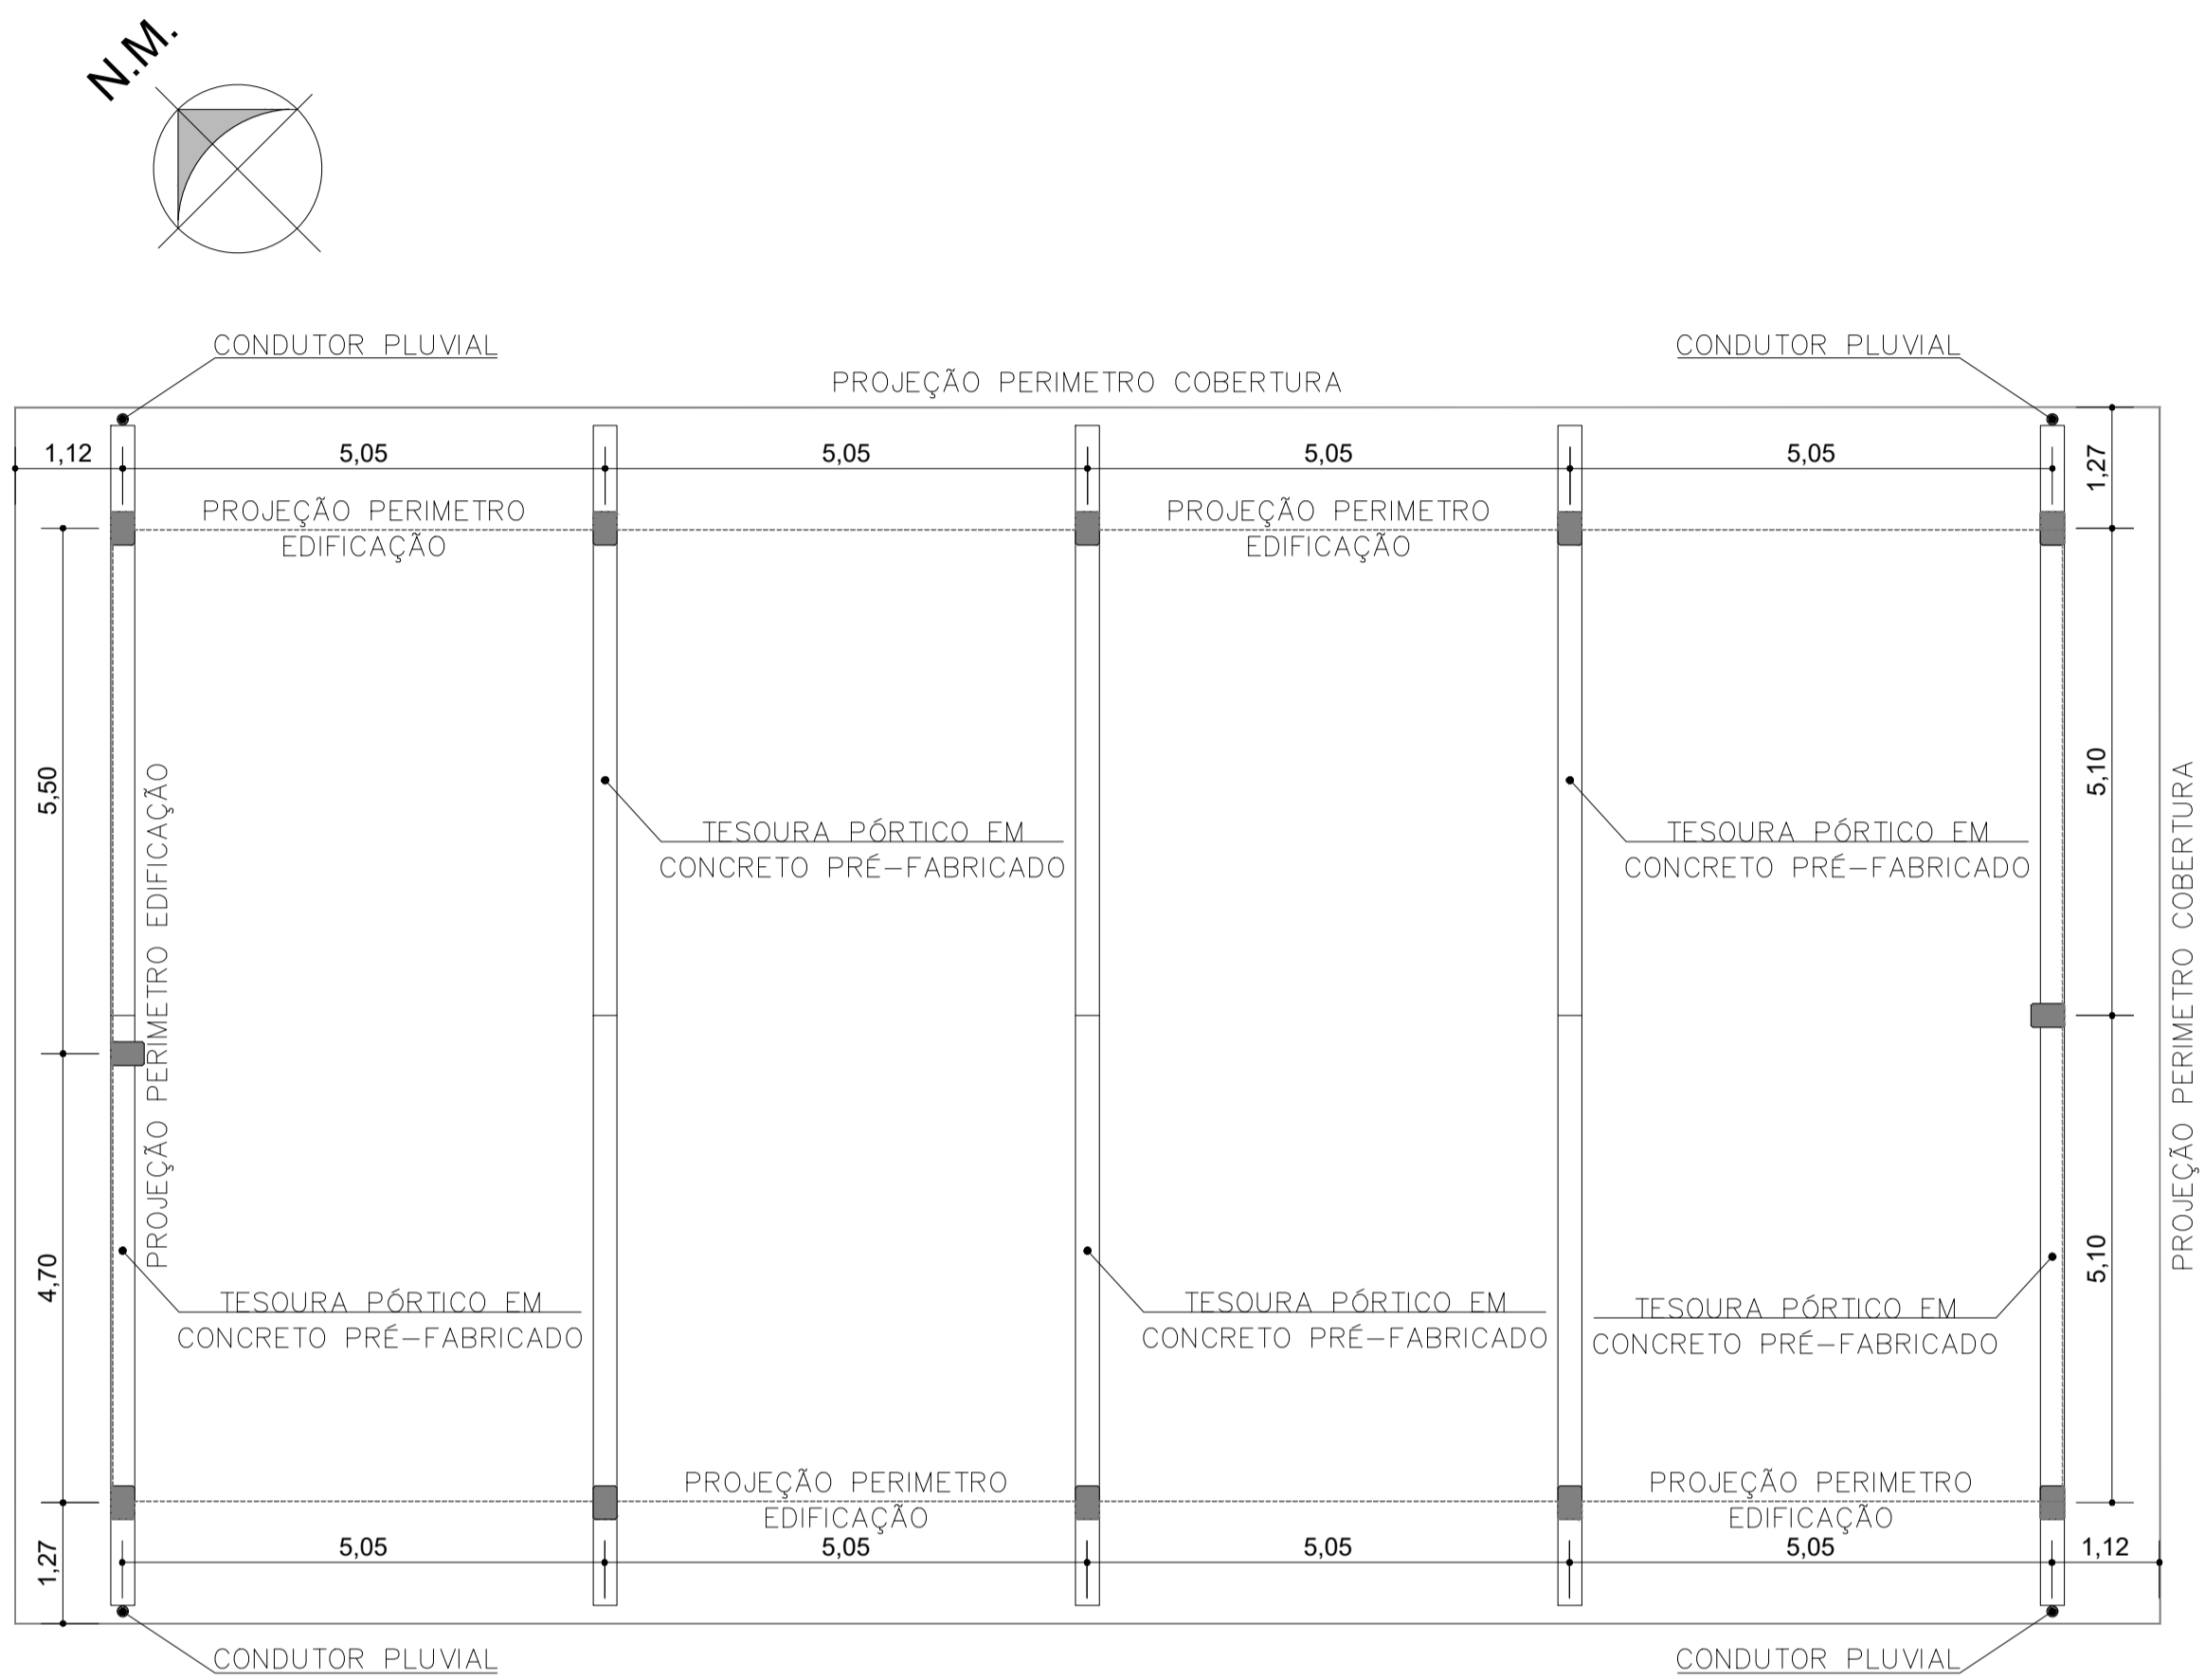 N.M.
CONDUTOR PLUVIAL
CONDUTOR PLUVIAL
PROJEÇÃO PERIMETRO COBERTURA
1,12
5,05
5,05
5,05
5,05
1,27
PROJEÇÃO PERIMETRO
EDIFICAÇÃO
PROJEÇÃO PERIMETRO
EDIFICAÇÃO
5,50
PROJEÇÃO PERIMETRO EDIFICAÇÃO
TESOURA PÓRTICO EM
CONCRETO PRÉ-FABRICADO
TESOURA PÓRTICO EM
CONCRETO PRÉ-FABRICADO
5,10
PROJEÇÃO PERIMETRO COBERTURA
4,70
TESOURA PÓRTICO EM
CONCRETO PRÉ-FABRICADO
TESOURA PÓRTICO EM
CONCRETO PRÉ-FABRICADO
TESOURA PÓRTICO EM
CONCRETO PRÉ-FABRICADO
5,10
PROJEÇÃO PERIMETRO
EDIFICAÇÃO
PROJEÇÃO PERIMETRO
EDIFICAÇÃO
1,27
5,05
5,05
5,05
5,05
1,12
CONDUTOR PLUVIAL
CONDUTOR PLUVIAL